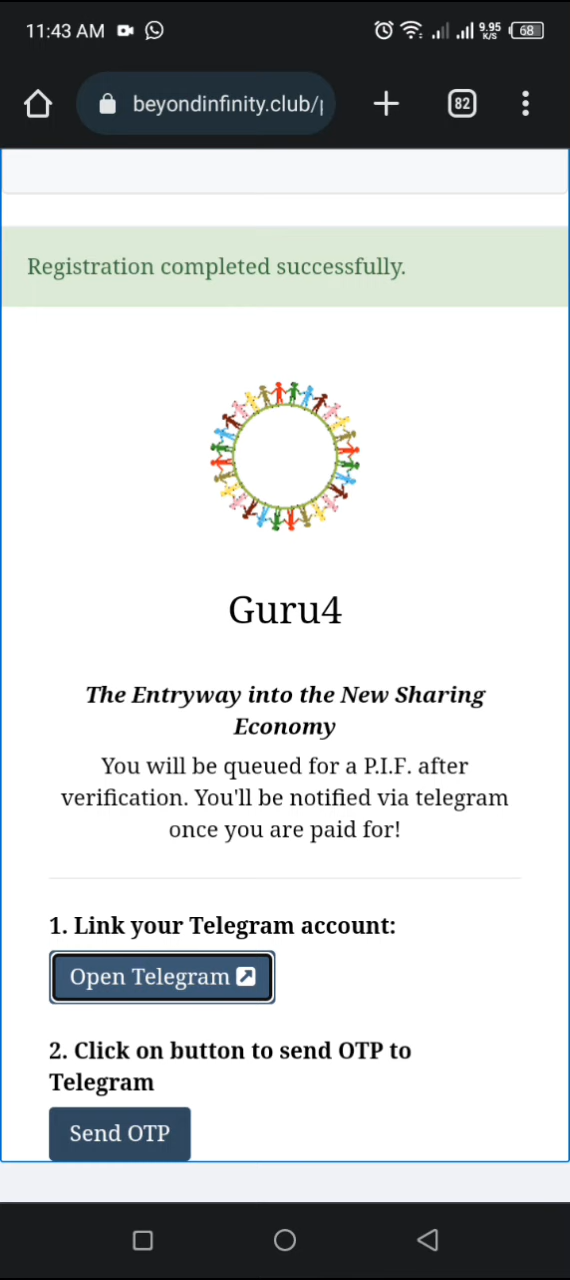 11:43 AM
9.95
K/S
68
beyondinfinity.club/
82
Registration completed successfully.
Guru4
The Entryway into the New Sharing
Economy
You will be queued for a P.I.F. after
verification. You'll be notified via telegram
once you are paid for!
1. Link your Telegram account:
Open Telegram
2. Click on button to send OTP to
Telegram
Send OTP